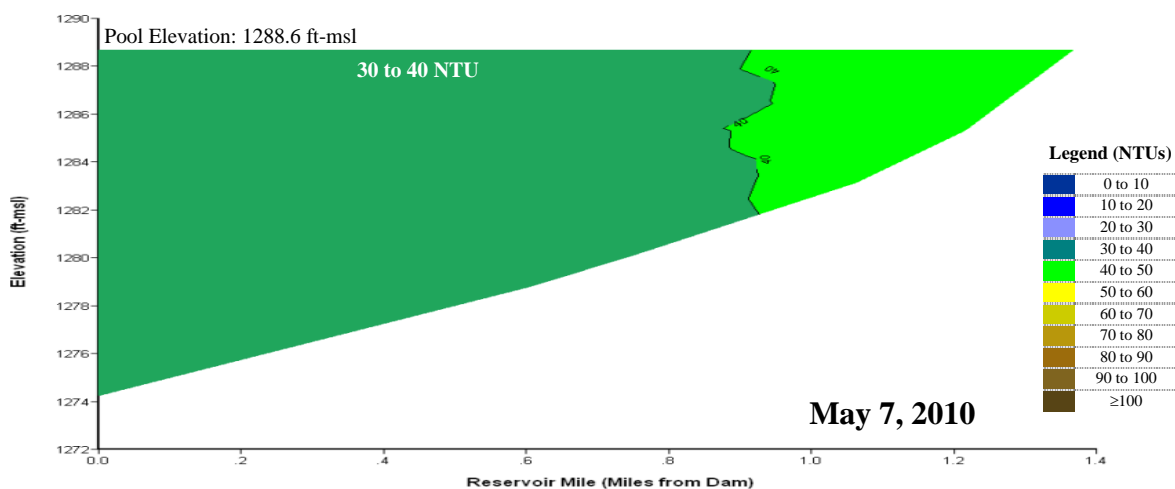 1290
Pool Elevation: 1288.6 ft-msl
30 to 40 NTU
1288
1286
1284
1282
1280
1278
1276
1274
1272
Elevation (ft-msl)
40
40
40
Legend (NTUs)
0 to 10
10 to 20
20 to 30
30 to 40
40 to 50
50 to 60
60 to 70
70 to 80
80 to 90
90 to 100
≥100
May 7, 2010
0.0 .2 .4 .6 .8 1.0 1.2 1.4
Reservoir Mile (Miles from Dam)